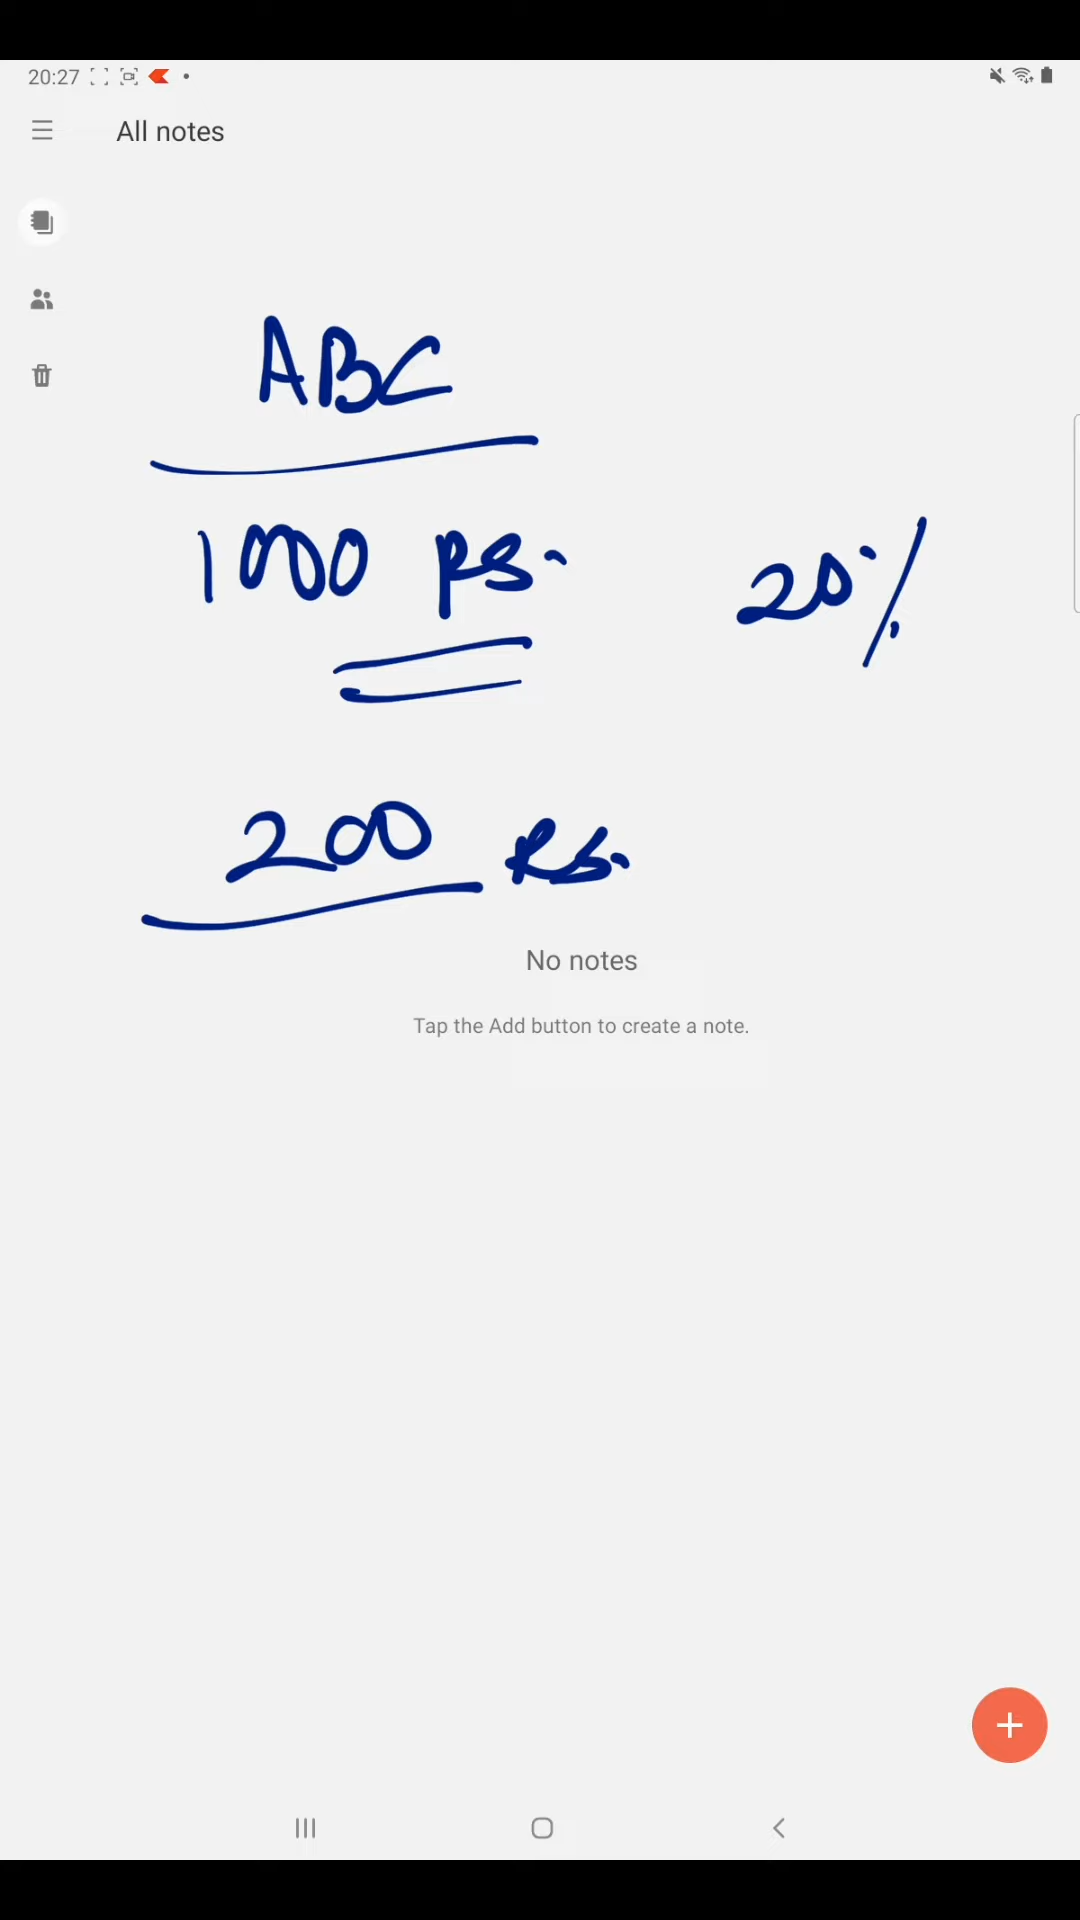 20:27
All notes
ABC
1000 Rs.
20%
200 Rs.
No notes
Tap the Add button to create a note.